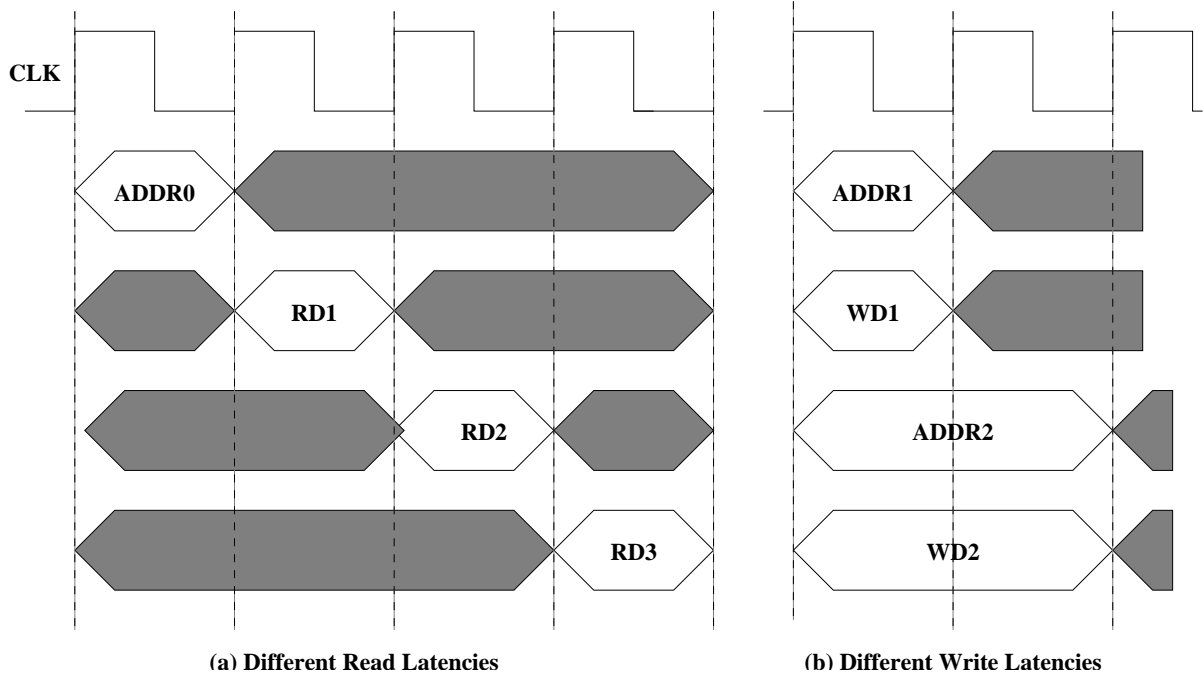 CLK
ADDR0
RD1
RD2
RD3
(a) Different Read Latencies
ADDR1
WD1
ADDR2
WD2
(b) Different Write Latencies